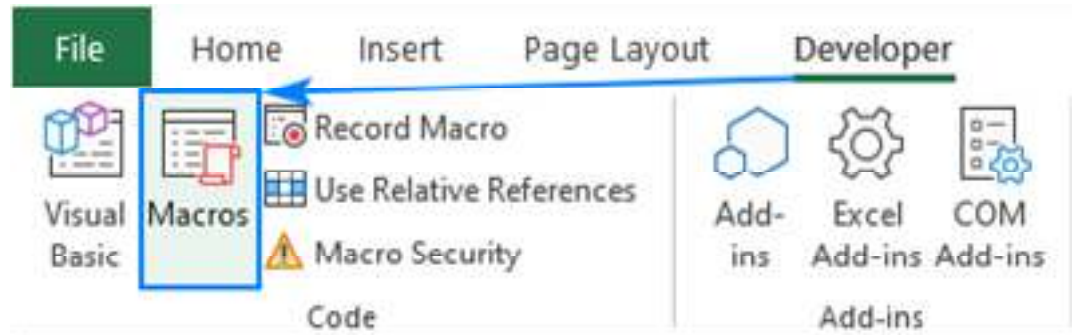 File Home Insert Page Layout Developer
Visual Basic
Macros
Record Macro
Use Relative References
Macro Security
Code
Add-
ins
Excel
Add-ins
COM
Add-ins
Add-ins